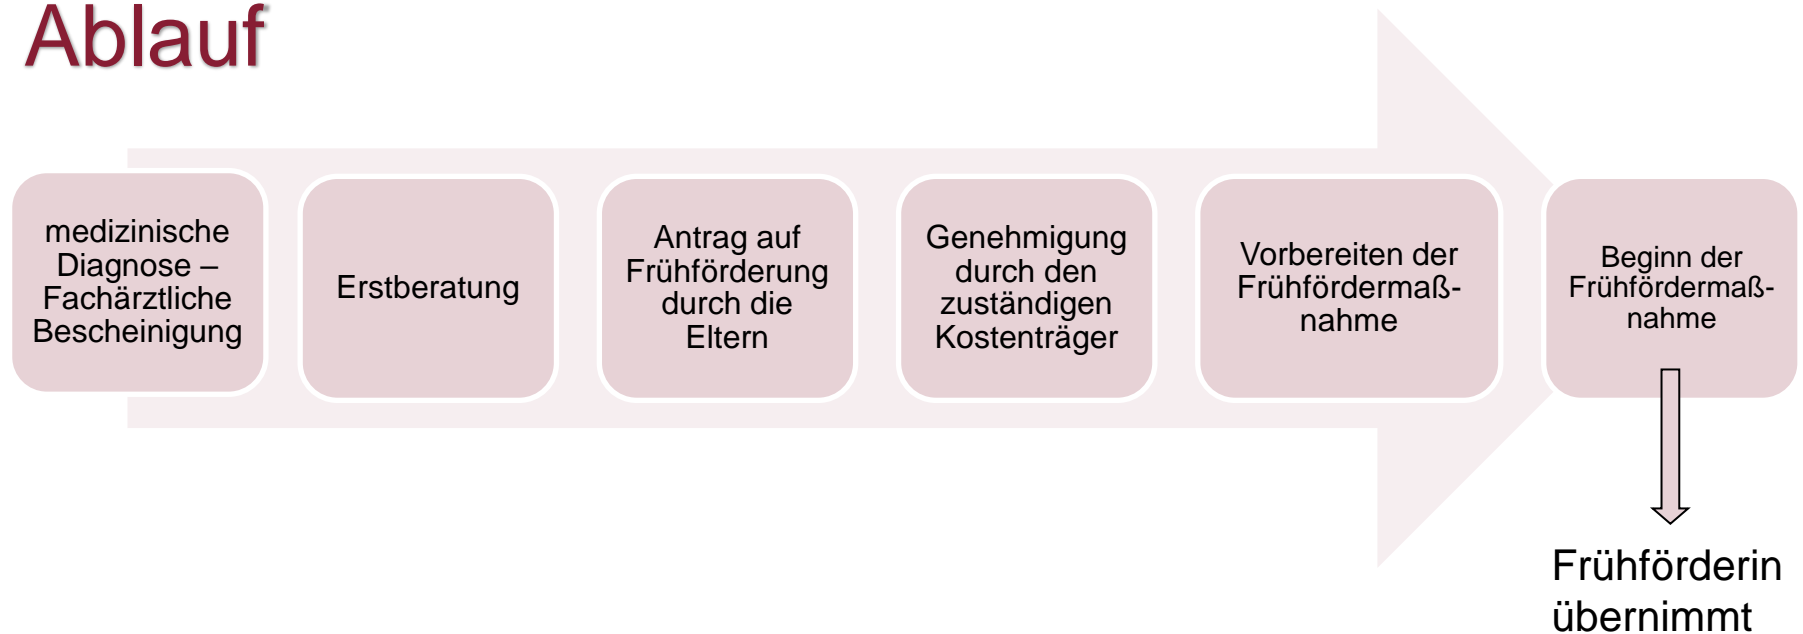 Ablauf
medizinische
Diagnose –
Fachärztliche
Bescheinigung
Erstberatung
Antrag auf
Frühförderung
durch die
Eltern
Genehmigung
durch den
zuständigen
Kostenträger
Vorbereiten der
Frühfördermaß-
nahme
Beginn der
Frühfördermaß-
nahme
Frühförderin
übernimmt